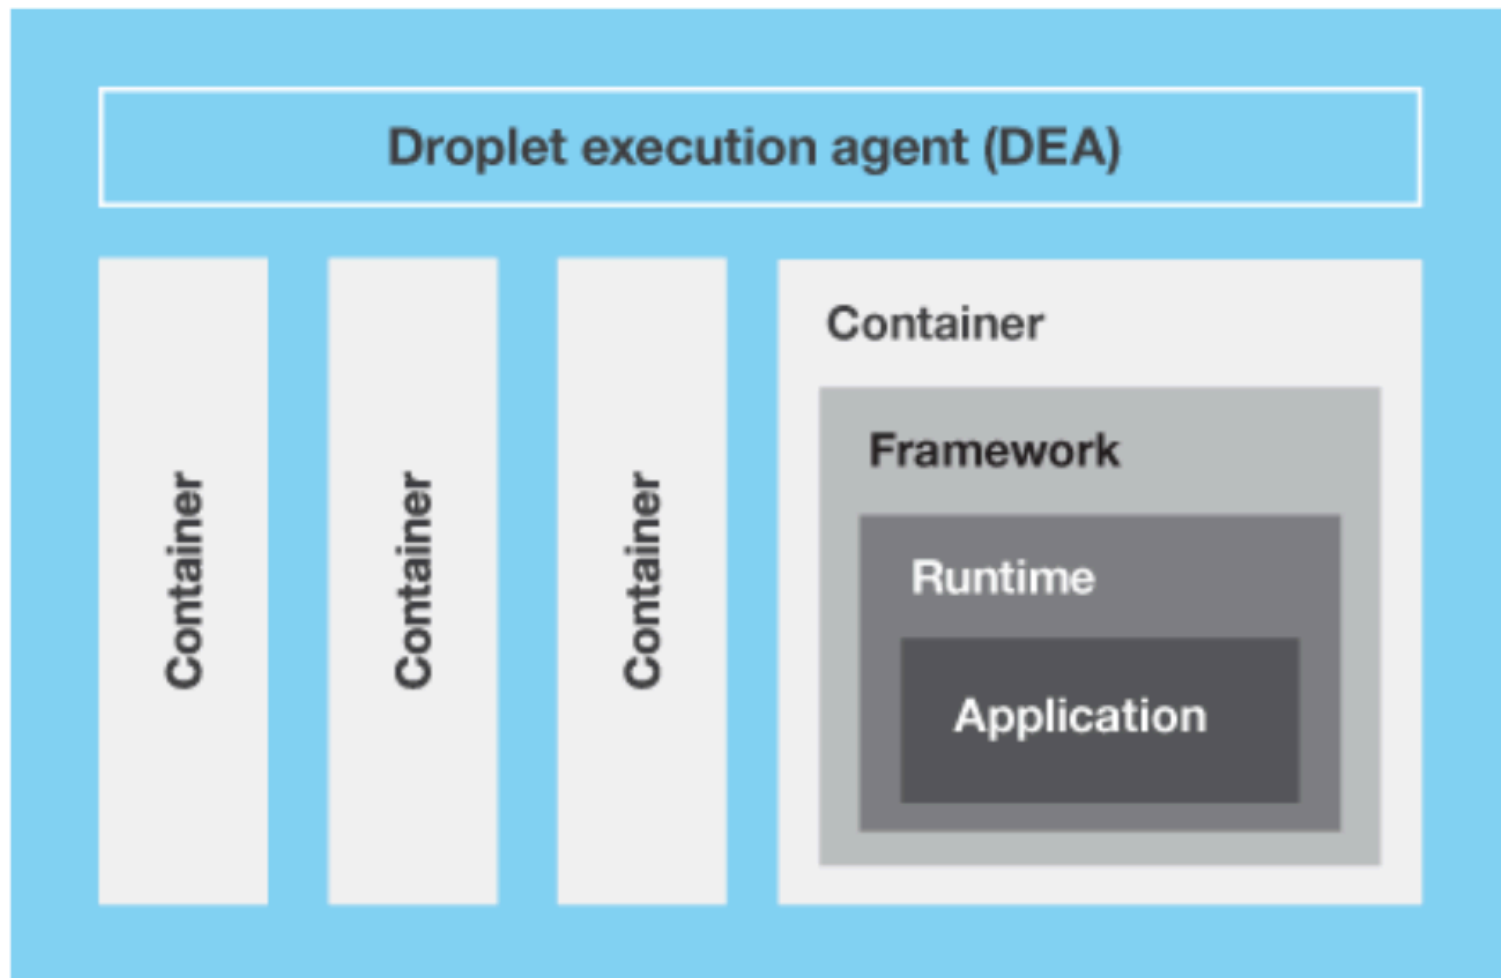 Droplet execution agent (DEA)
Container
Container
Container
Container
Framework
Runtime
Application